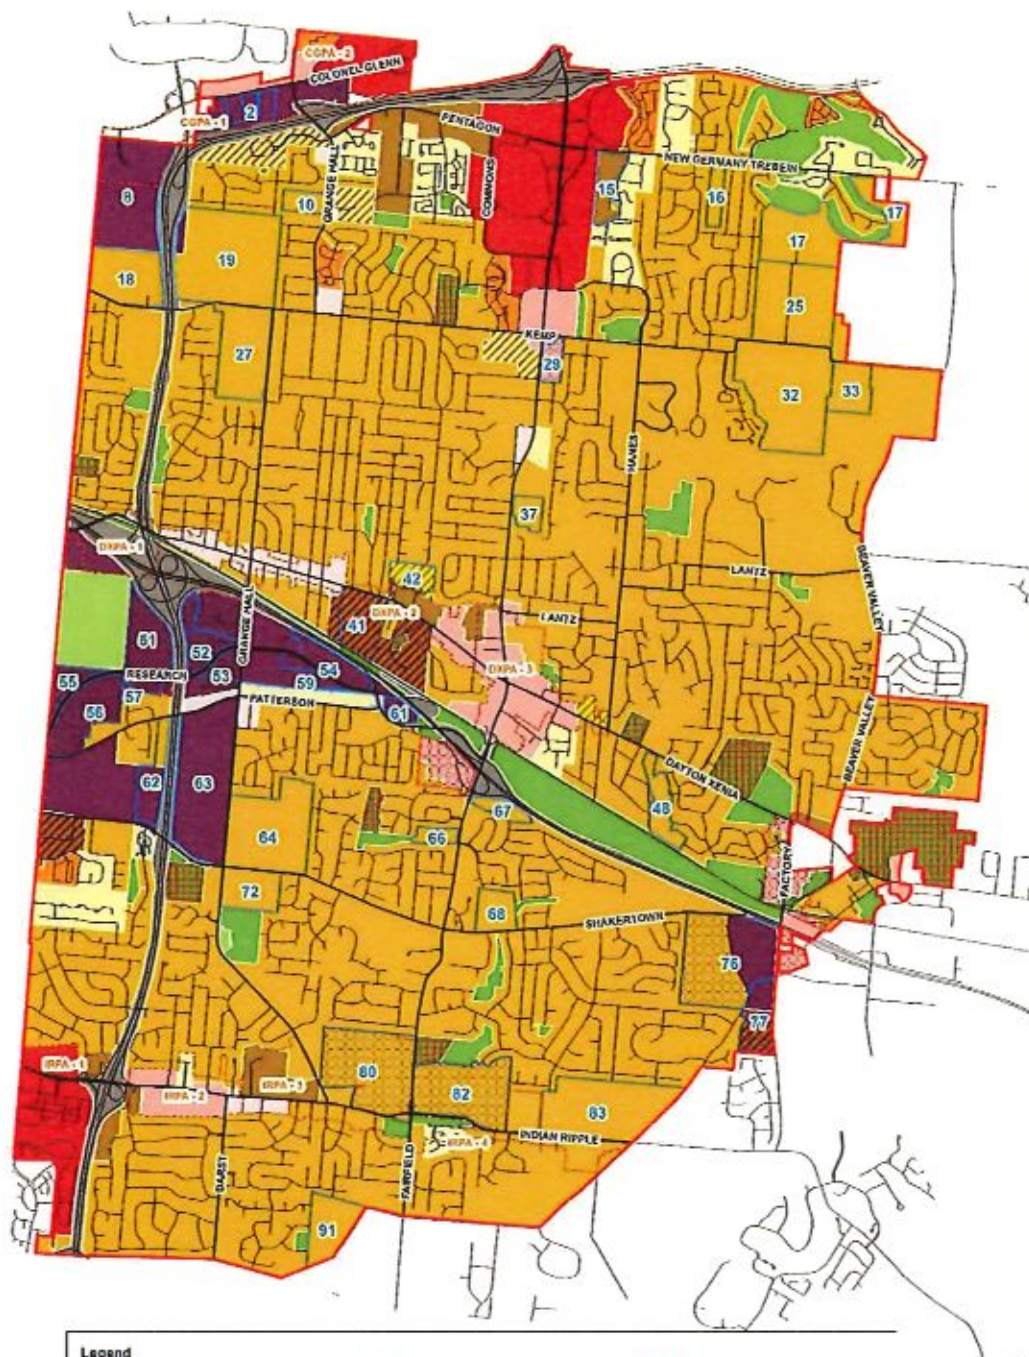 CGPA - 2
COLONEL GLENN
2
CGPA - 1
PENTAGON
GRANGE HALL
COMMONS
NEW GERMANY TREBEIN
8
10
15
16
17
17
18
19
25
KEMP
27
29
32
33
HANES
37
DXPA - 1
LANTZ
BEAVER VALLEY
42
41
DXPA - 2
LANTZ
GRANGE HALL
51
52
54
DXPA - 3
RESEARCH
53
59
55
57
PATTERSON
56
61
BEAVER VALLEY
DAYTON XENIA
62
63
67
48
64
66
FACTORY
72
68
SHAKERTOWN
76
77
IRPA - 1
IRPA - 3
80
IRPA - 2
82
83
INDIAN RIPPLE
IRPA - 4
DARST
FAIRFIELD
91
Legend